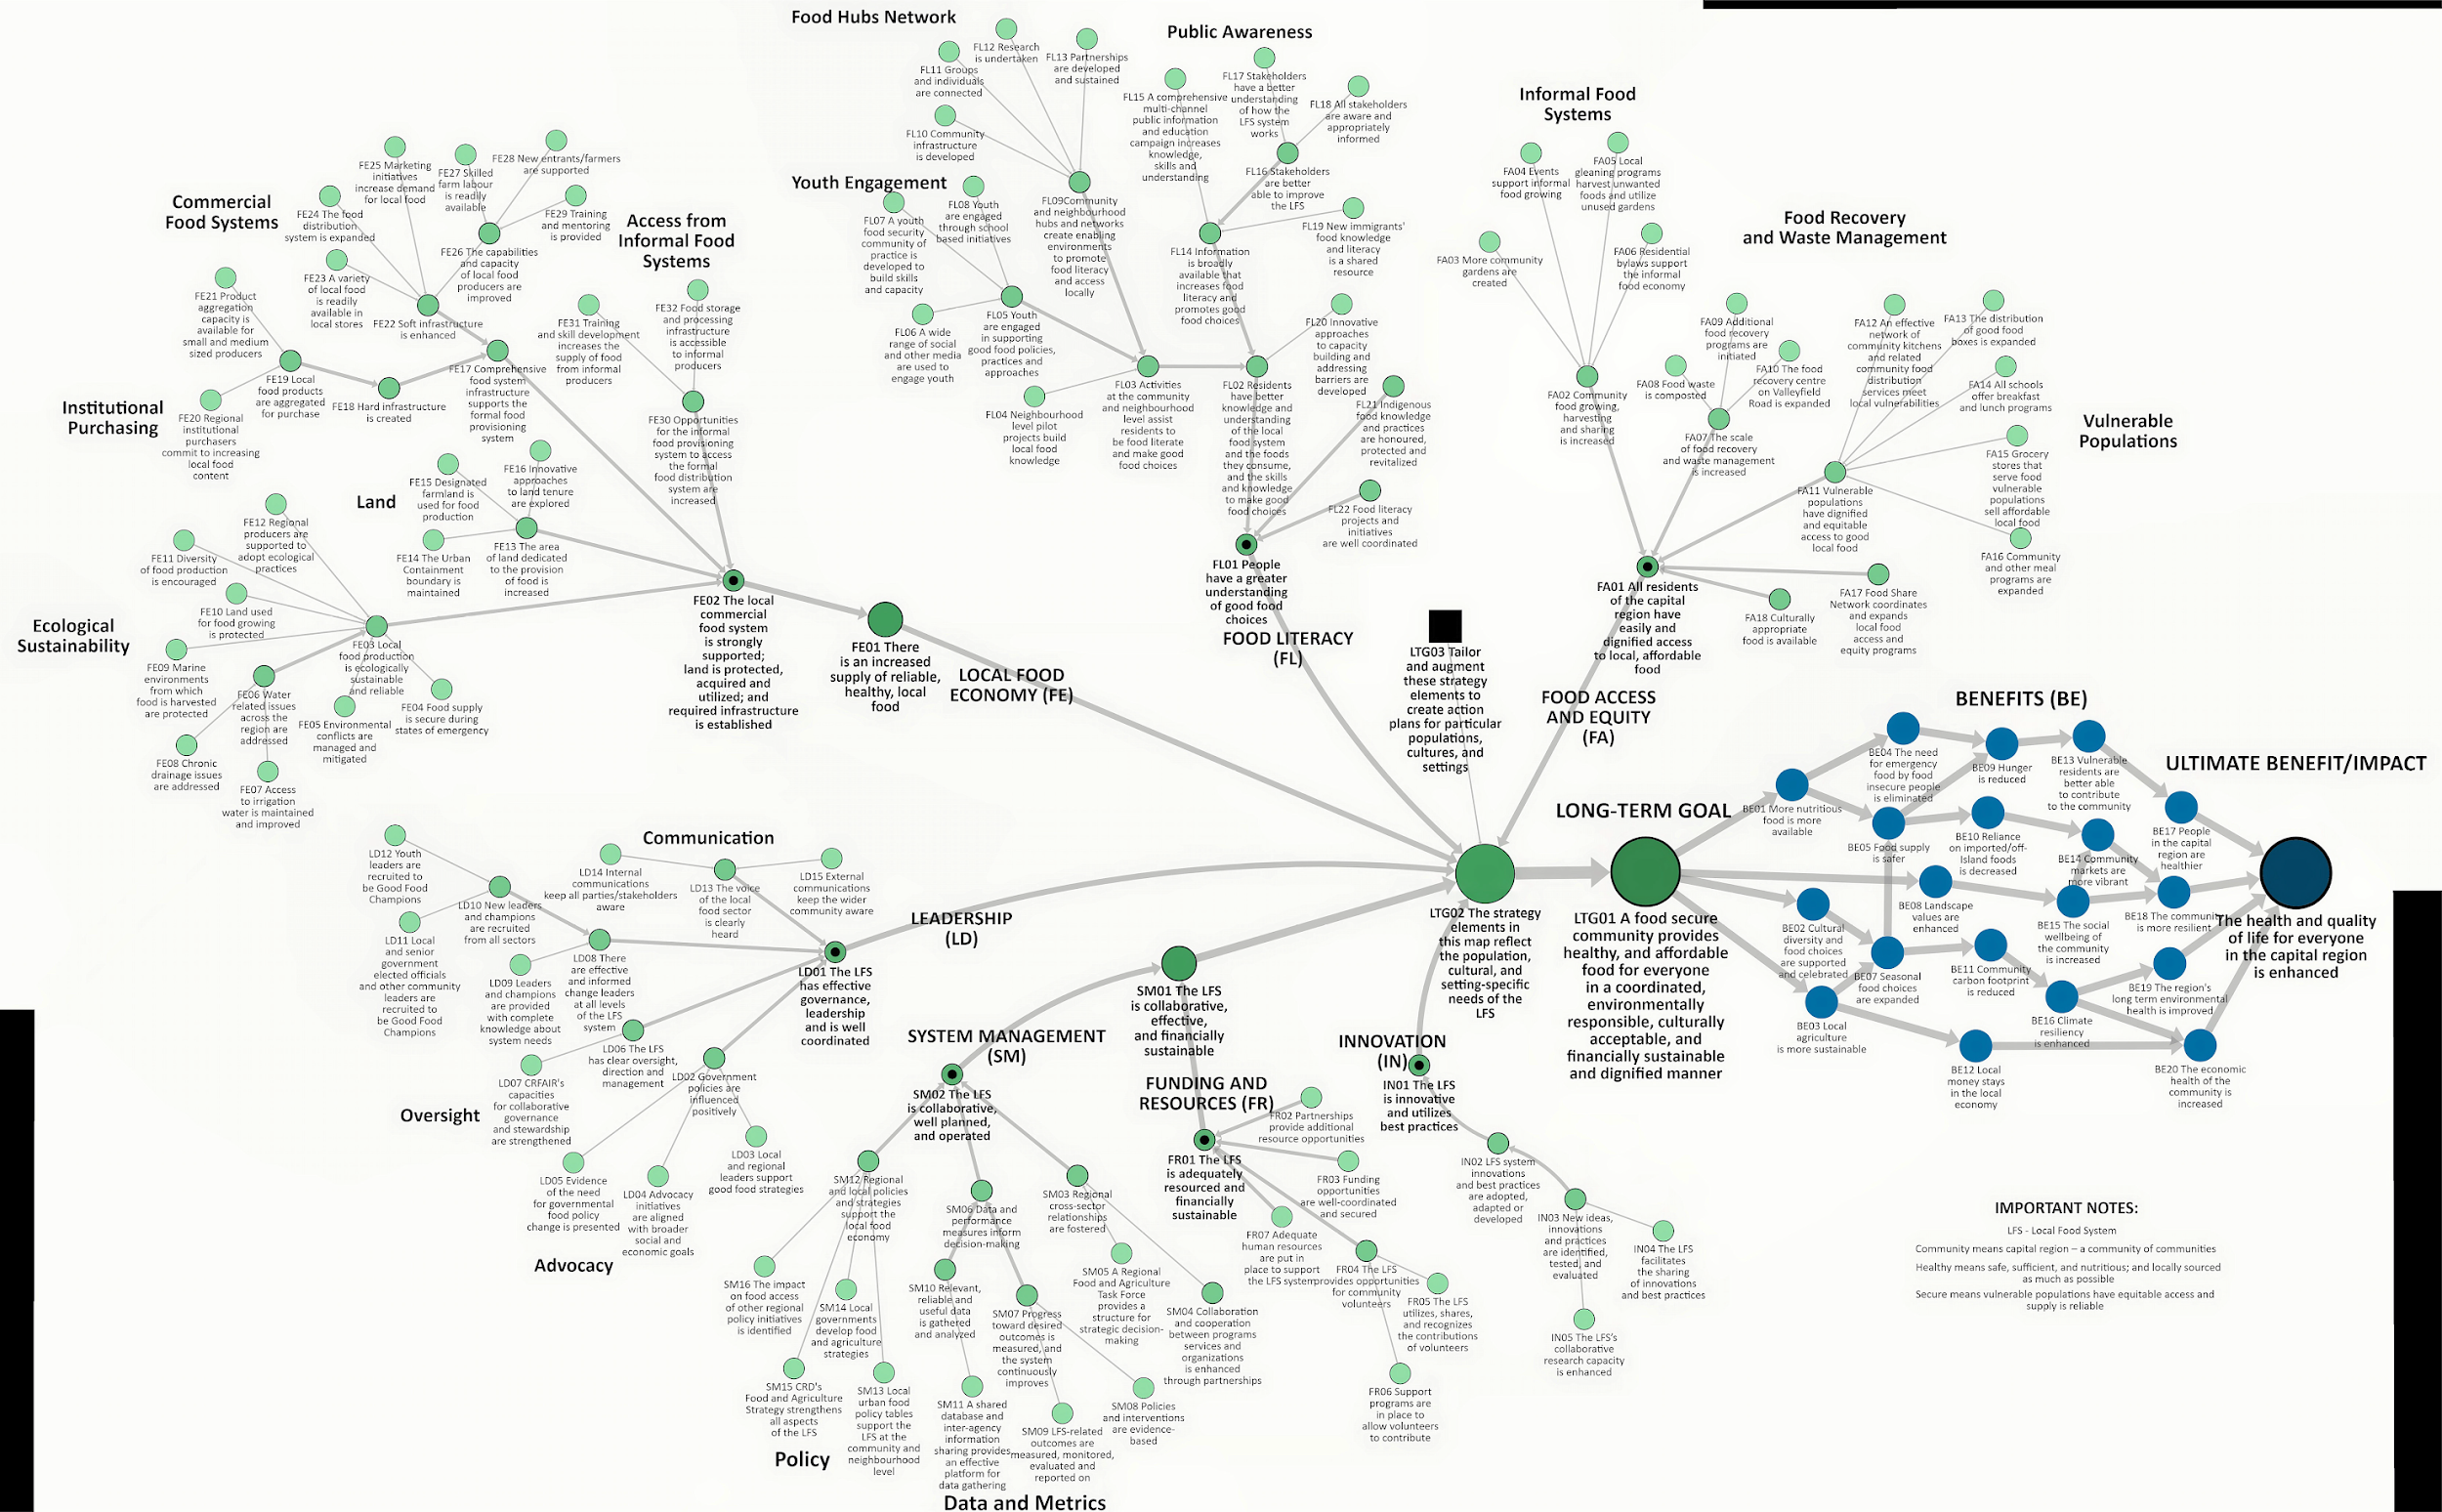 Food Hubs Network
FL12 Research
is undertaken
FL13 Partnerships
are developed
and sustained
FL11 Groups
and individuals
are connected
FL10 Community
infrastructure
is developed
FL09Community
and neighbourhood
hubs and networks
create enabling
environments
to promote
food literacy
and access
locally
Public Awareness
FL15 A comprehensive
multi-channel
public information
and education
campaign increases
knowledge,
skills and
understanding
FL17 Stakeholders
have a better
understanding
of how the
LFS system
works
FL18 All stakeholders
are aware and
appropriately
informed
FL16 Stakeholders
are better
able to improve
the LFS
FL14 Information
is broadly
available that
increases food
literacy and
promotes good
food choices
FL19 New immigrants'
food knowledge
and literacy
is a shared
resource
Youth Engagement
FL07 A youth
food security
community of
practice is
developed to
build skills
and capacity
FL08 Youth
are engaged
through school
based initiatives
FL06 A wide
range of social
and other media
are used to
engage youth
FL05 Youth
are engaged
in supporting
good food policies,
practices and
approaches
FL04 Neighbourhood
level pilot
projects build
local food
knowledge
FL03 Activities
at the community
and neighbourhood
level assist
residents to
be food literate
and make good
food choices
FL02 Residents
have better
knowledge and
understanding
of the local
food system
and the foods
they consume,
and the skills
and knowledge
to make good
food choices
FL20 Innovative
approaches
to capacity
building and
addressing
barriers are
developed
FL21 Indigenous
food knowledge
and practices
are honoured,
protected and
revitalized
FL22 Food literacy
projects and
initiatives
are well coordinated
FL01 People
have a greater
understanding
of good food
choices
FOOD LITERACY
(FL)
Informal Food
Systems
FA04 Events
support informal
food growing
FA05 Local
gleaning programs
harvest unwanted
foods and utilize
unused gardens
FA03 More community
gardens are
created
FA06 Residential
bylaws support
the informal
food economy
FA02 Community
food growing,
harvesting
and sharing
is increased
Food Recovery
and Waste Management
FA09 Additional
food recovery
programs are
initiated
FA08 Food waste
is composted
FA10 The food
recovery centre
on Valleyfield
Road is expanded
FA07 The scale
of food recovery
and waste management
is increased
FA12 An effective
network of
community kitchens
and related
community food
distribution
services meet
local vulnerabilities
FA13 The distribution
of good food
boxes is expanded
FA14 All schools
offer breakfast
and lunch programs
Vulnerable
Populations
FA15 Grocery
stores that
serve food
vulnerable
populations
sell affordable
local food
FA11 Vulnerable
populations
have dignified
and equitable
access to good
local food
FA16 Community
and other meal
programs are
expanded
FA17 Food Share
Network coordinates
and expands
local food
access and
equity programs
FA18 Culturally
appropriate
food is available
FA01 All residents
of the capital
region have
easily and
dignified access
to local, affordable
food
FOOD ACCESS
AND EQUITY
(FA)
Commercial
Food Systems
FE25 Marketing
initiatives
increase demand
for local food
FE27 Skilled
farm labour
is readily
available
FE28 New entrants/farmers
are supported
FE24 The food
distribution
system is expanded
FE29 Training
and mentoring
is provided
FE26 The capabilities
and capacity
of local food
producers are
improved
FE23 A variety
of local food
is readily
available in
local stores
FE22 Soft infrastructure
is enhanced
FE21 Product
aggregation
capacity is
available for
small and medium
sized producers
FE19 Local
food products
are aggregated
for purchase
FE18 Hard infrastructure
is created
FE17 Comprehensive
food system
infrastructure
supports the
formal food
provisioning
system
Institutional
Purchasing
FE20 Regional
institutional
purchasers
commit to increasing
local food
content
Access from
Informal Food
Systems
FE31 Training
and skill development
increases the
supply of food
from informal
producers
FE32 Food storage
and processing
infrastructure
is accessible
to informal
producers
FE30 Opportunities
for the informal
food provisioning
system to access
the formal
food distribution
system are
increased
Land
FE15 Designated
farmland is
used for food
production
FE16 Innovative
approaches
to land tenure
are explored
FE14 The Urban
Containment
boundary is
maintained
FE13 The area
of land dedicated
to the provision
of food is
increased
FE12 Regional
producers are
supported to
adopt ecological
practices
FE11 Diversity
of food production
is encouraged
FE10 Land used
for food growing
is protected
Ecological
Sustainability
FE09 Marine
environments
from which
food is harvested
are protected
FE03 Local
food production
is ecologically
sustainable
and reliable
FE06 Water
related issues
across the
region are
addressed
FE05 Environmental
conflicts are
managed and
mitigated
FE04 Food supply
is secure during
states of emergency
FE08 Chronic
drainage issues
are addressed
FE07 Access
to irrigation
water is maintained
and improved
FE02 The local
commercial
food system
is strongly
supported;
land is protected,
acquired and
utilized; and
required infrastructure
is established
FE01 There
is an increased
supply of reliable,
healthy, local
food
LOCAL FOOD
ECONOMY (FE)
LTG03 Tailor
and augment
these strategy
elements to
create action
plans for particular
populations,
cultures, and
settings
LONG-TERM GOAL
LTG02 The strategy
elements in
this map reflect
the population,
cultural, and
setting-specific
needs of the
LFS
LTG01 A food secure
community provides
healthy, and affordable
food for everyone
in a coordinated,
environmentally
responsible, culturally
acceptable, and
financially sustainable
and dignified manner
BENEFITS (BE)
BE04 The need
for emergency
food by food
insecure people
is eliminated
BE09 Hunger
is reduced
BE13 Vulnerable
residents are
better able
to contribute
to the community
BE01 More nutritious
food is more
available
BE05 Food supply
is safer
BE10 Reliance
on imported/off-
Island foods
is decreased
BE14 Community
markets are
more vibrant
BE17 People
in the capital
region are
healthier
BE08 Landscape
values are
enhanced
BE02 Cultural
diversity and
food choices
are supported
and celebrated
BE15 The social
wellbeing of
the community
is increased
BE18 The community
is more resilient
BE07 Seasonal
food choices
are expanded
BE11 Community
carbon footprint
is reduced
BE19 The region's
long term environmental
health is improved
BE03 Local
agriculture
is more sustainable
BE16 Climate
resiliency
is enhanced
BE12 Local
money stays
in the local
economy
BE20 The economic
health of the
community is
increased
ULTIMATE BENEFIT/IMPACT
The health and quality
of life for everyone
in the capital region
is enhanced
Communication
LD12 Youth
leaders are
recruited
to be Good Food
Champions
LD14 Internal
communications
keep all parties/stakeholders
aware
LD13 The voice
of the local
food sector
is clearly
heard
LD15 External
communications
keep the wider
community aware
LD10 New leaders
and champions
are recruited
from all sectors
LD11 Local
and senior
government
elected officials
and other community
leaders are
recruited to
be Good Food
Champions
LD09 Leaders
and champions
are provided
with complete
knowledge about
system needs
LD08 There
are effective
and informed
change leaders
at all levels
of the LFS
system
LD01 The LFS
has effective
governance,
leadership
and is well
coordinated
LEADERSHIP
(LD)
LD06 The LFS
has clear oversight,
direction and
management
LD07 CRFAIR's
capacities
for collaborative
governance
and stewardship
are strengthened
Oversight
LD02 Government
policies are
influenced
positively
LD03 Local
and regional
leaders support
good food strategies
LD05 Evidence
of the need
for governmental
food policy
change is presented
LD04 Advocacy
initiatives
are aligned
with broader
social and
economic goals
Advocacy
SYSTEM MANAGEMENT
(SM)
SM01 The LFS
is collaborative,
effective,
and financially
sustainable
SM02 The LFS
is collaborative,
well planned,
and operated
SM12 Regional
and local policies
and strategies
support the
local food
economy
SM06 Data and
performance
measures inform
decision-making
SM03 Regional
cross-sector
relationships
are fostered
SM16 The impact
on food access
of other regional
policy initiatives
is identified
SM14 Local
governments
develop food
and agriculture
strategies
SM10 Relevant,
reliable and
useful data
is gathered
and analyzed
SM07 Progress
toward desired
outcomes is
measured, and
the system
continuously
improves
SM05 A Regional
Food and Agriculture
Task Force
provides a
structure for
strategic decision-
making
SM04 Collaboration
and cooperation
between programs
services and
organizations
is enhanced
through partnerships
SM15 CRD's
Food and Agriculture
Strategy strengthens
all aspects
of the LFS
SM13 Local
urban food
policy tables
support the
LFS at the
community and
neighbourhood
level
SM11 A shared
database and
inter-agency
information
sharing provides
an effective
platform for
data gathering
SM09 LFS-related
outcomes are
measured, monitored,
evaluated and
reported on
SM08 Policies
and interventions
are evidence-
based
Policy
Data and Metrics
FUNDING AND
RESOURCES (FR)
FR02 Partnerships
provide additional
resource opportunities
FR01 The LFS
is adequately
resourced and
financially
sustainable
FR03 Funding
opportunities
are well-coordinated
and secured
FR07 Adequate
human resources
are put in
place to support
the LFS system
FR04 The LFS
provides opportunities
for community
volunteers
FR05 The LFS
utilizes, shares,
and recognizes
the contributions
of volunteers
FR06 Support
programs are
in place to
allow volunteers
to contribute
INNOVATION
(IN)
IN01 The LFS
is innovative
and utilizes
best practices
IN02 LFS system
innovations
and best practices
are adopted,
adapted or
developed
IN03 New ideas,
innovations
and practices
are identified,
tested, and
evaluated
IN04 The LFS
facilitates
the sharing
of innovations
and best practices
IN05 The LFS's
collaborative
research capacity
is enhanced
IMPORTANT NOTES:
LFS - Local Food System
Community means capital region – a community of communities
Healthy means safe, sufficient, and nutritious; and locally sourced
as much as possible
Secure means vulnerable populations have equitable access and
supply is reliable